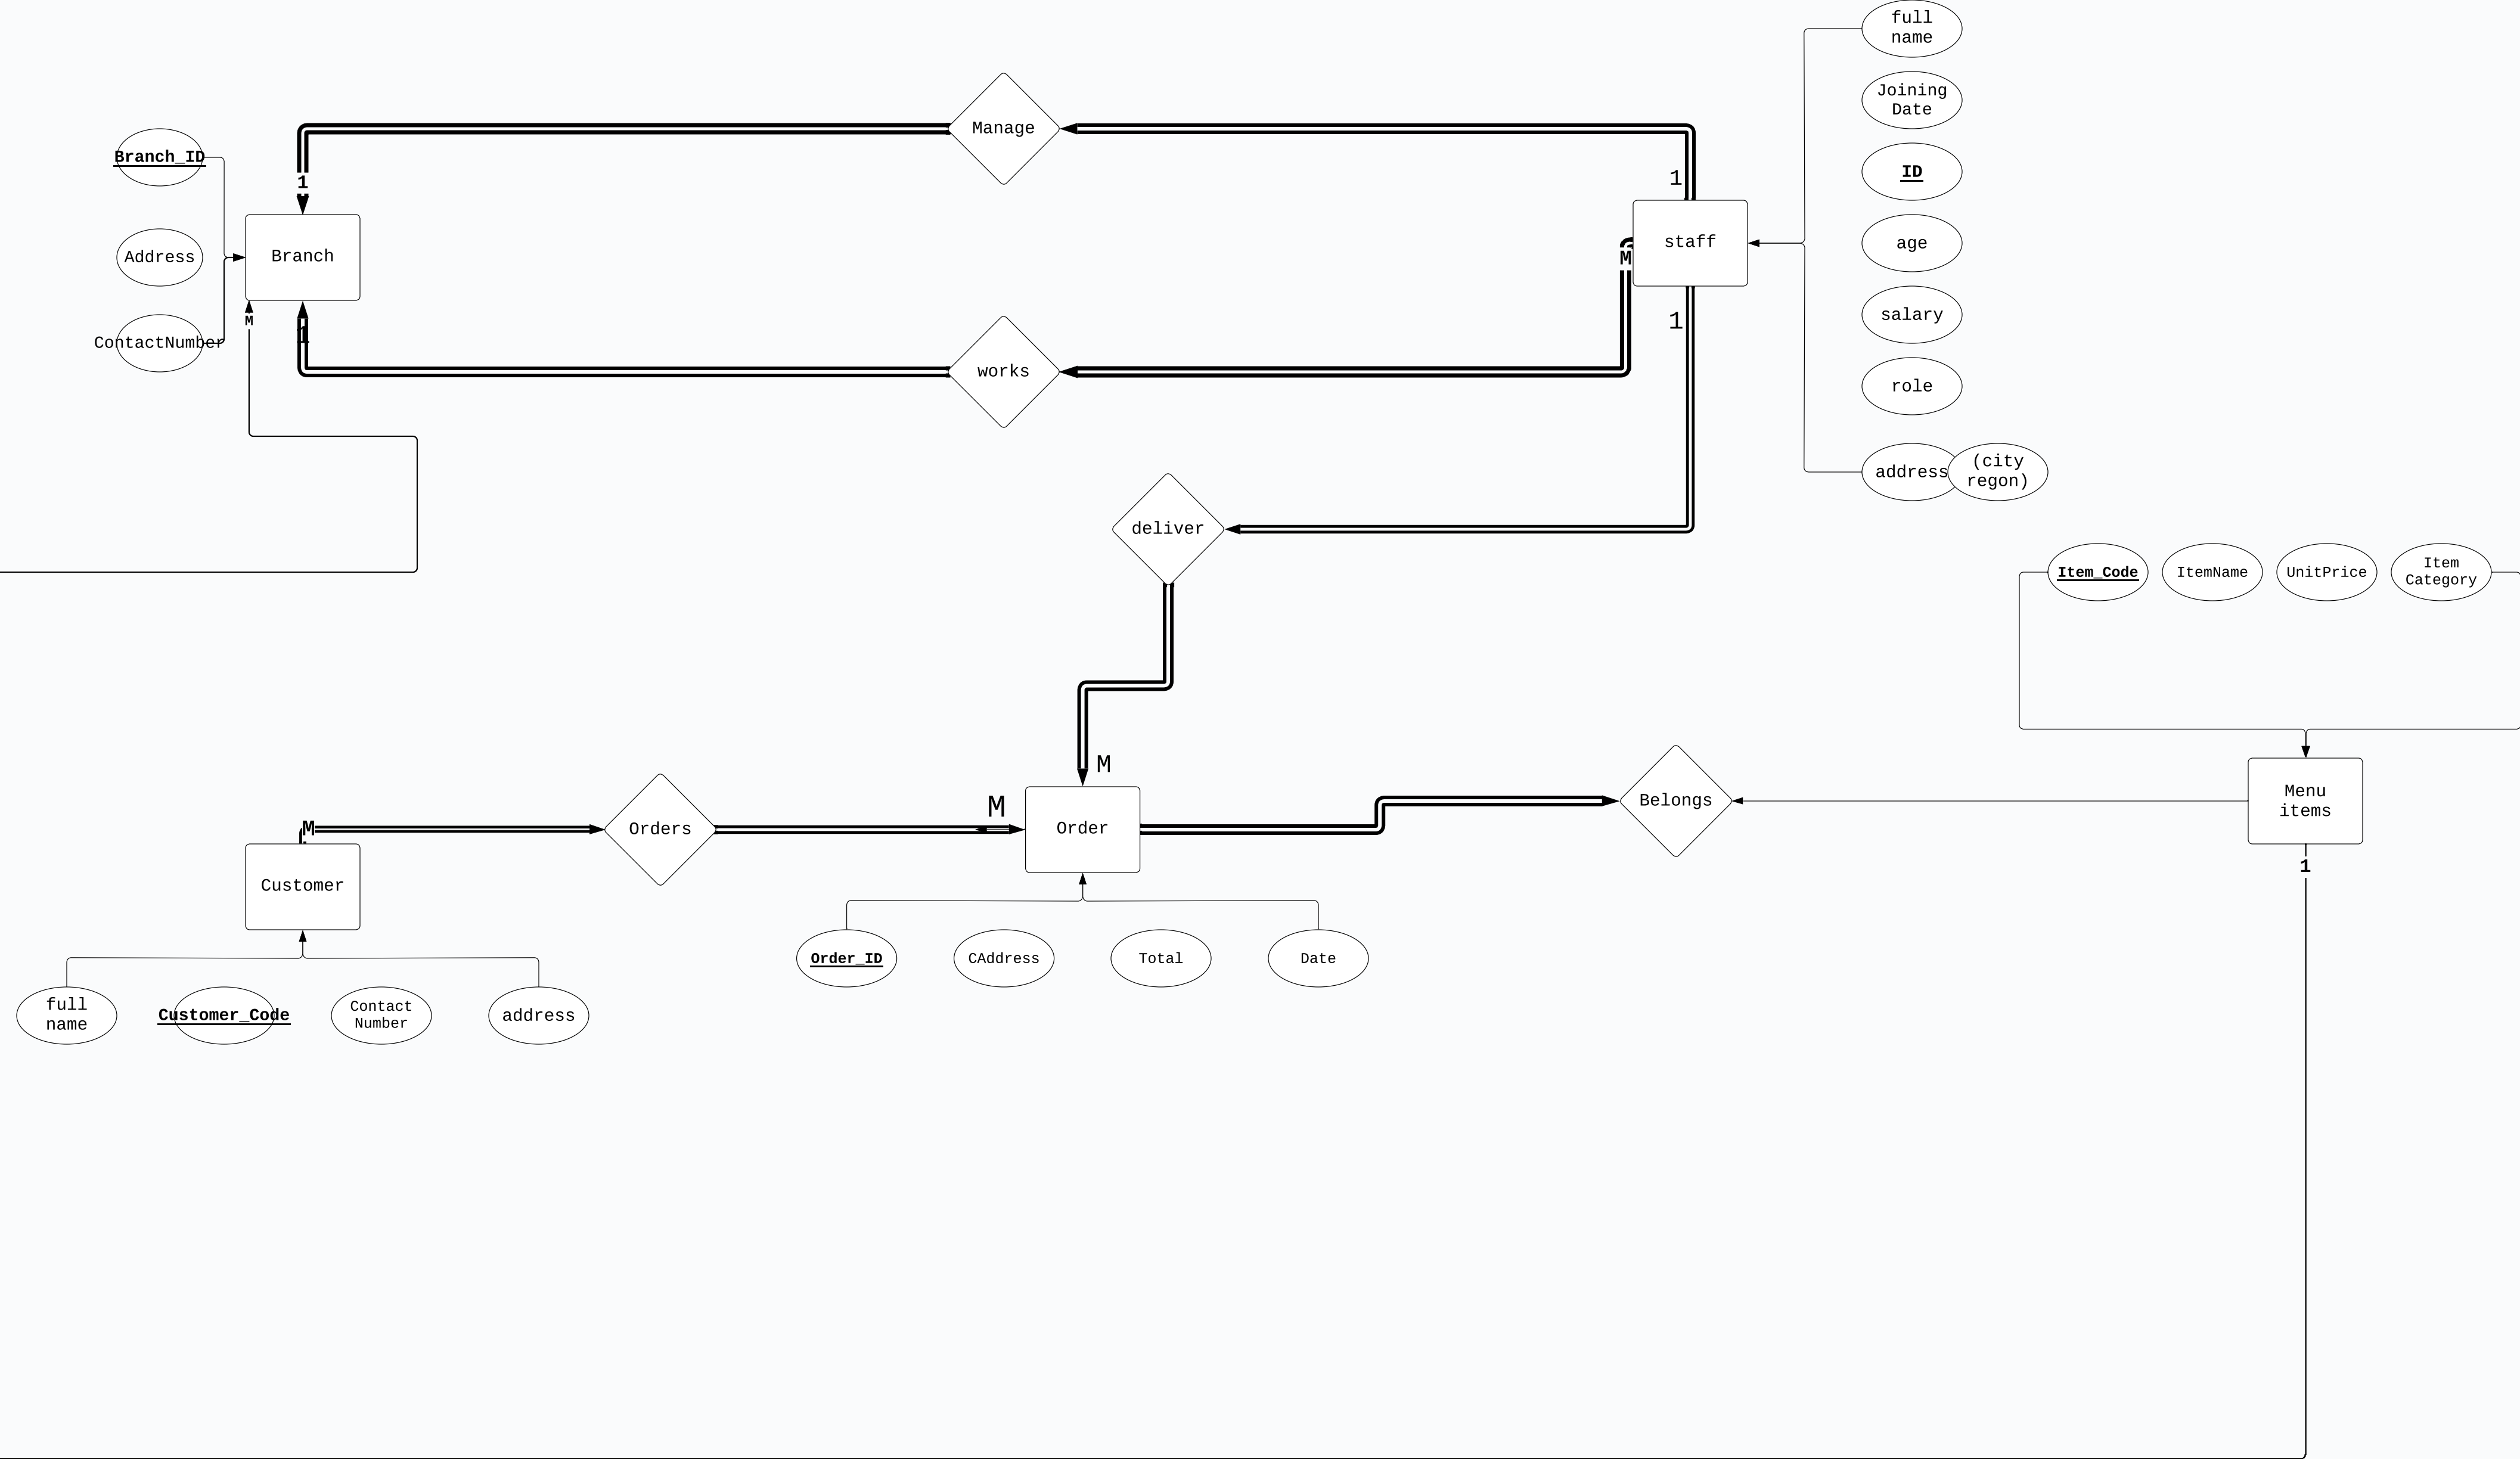 full
name
Joining
Date
Manage
Branch_ID
ID
1
1
Address
Branch
staff
age
M
ContactNumber
M
1
1
salary
works
role
address
(city
regon)
deliver
Item_Code
ItemName
UnitPrice
Item
Category
M
M
Menu
items
Belongs
M
Orders
Order
1
Customer
Order_ID
CAddress
Total
Date
full
name
Customer_Code
Contact
Number
address